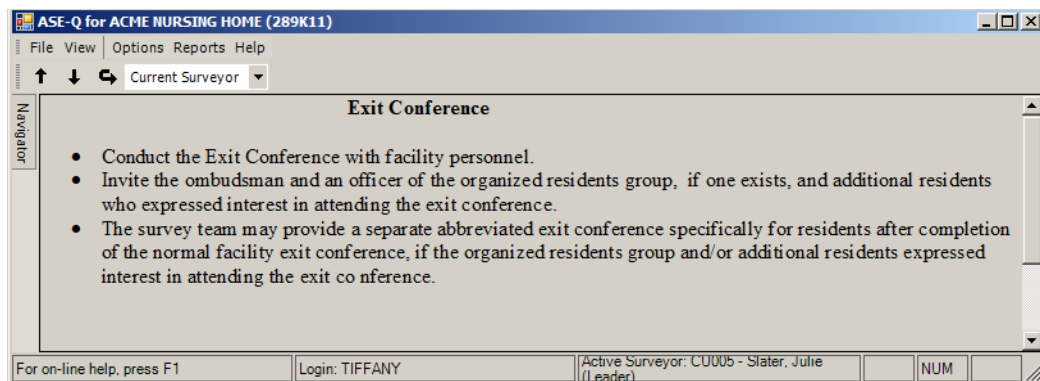 ASE-Q for ACME NURSING HOME (289K11)
File View Options Reports Help
Current Surveyor
Navigator
Exit Conference
• Conduct the Exit Conference with facility personnel.
• Invite the ombudsman and an officer of the organized residents group, if one exists, and additional residents
who expressed interest in attending the exit conference.
• The survey team may provide a separate abbreviated exit conference specifically for residents after completion
of the normal facility exit conference, if the organized residents group and/or additional residents expressed
interest in attending the exit co nference.
For on-line help, press F1
Login: TIFFANY
Active Surveyor: CU005 - Slater, Julie
(Leader)
NUM